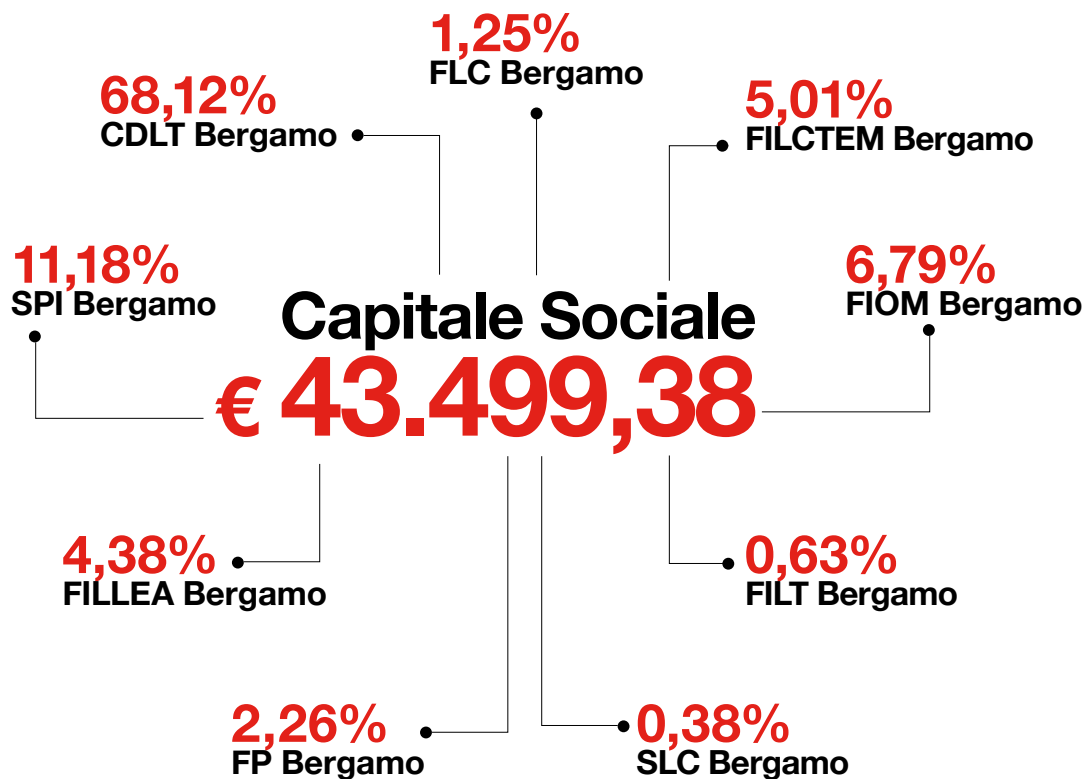 1,25%
FLC Bergamo
68,12%
CDLT Bergamo
5,01%
FILCTEM Bergamo
11,18%
SPI Bergamo
6,79%
FIOM Bergamo
Capitale Sociale
€ 43.499,38
4,38%
FILLEA Bergamo
0,63%
FILT Bergamo
2,26%
FP Bergamo
0,38%
SLC Bergamo